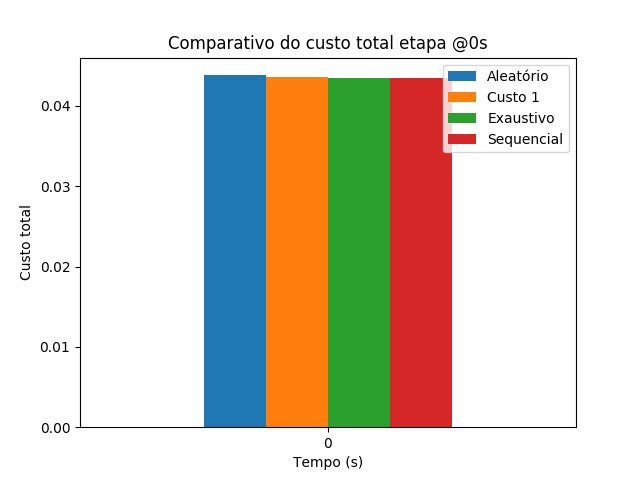 Comparativo do custo total etapa @0s
Aleatório
Custo 1
Exaustivo
Sequencial
0.04
0.03
0.02
0.01
0.00
Custo total
0
Tempo (s)